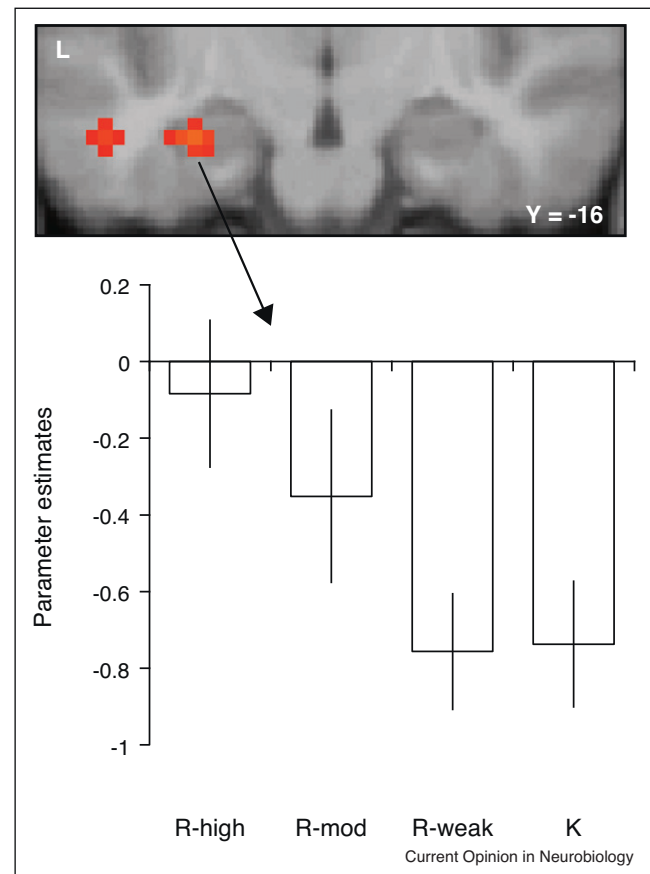 L
Y = -16
0.2
0
-0.2
-0.4
-0.6
-0.8
-1
Parameter estimates
R-high R-mod R-weak K
Current Opinion in Neurobiology